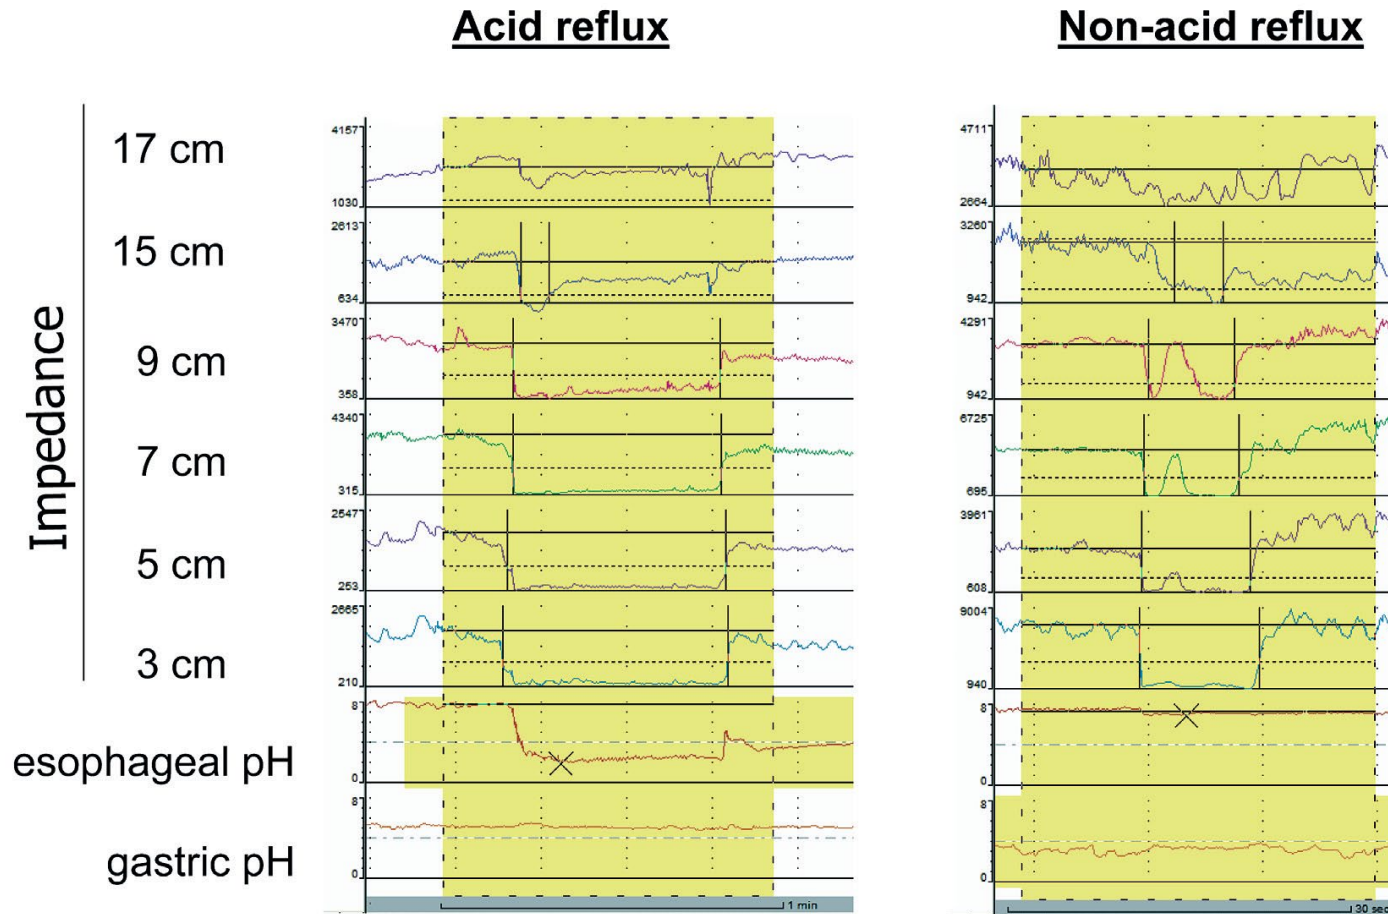 Acid reflux
Non-acid reflux
Impedance
17 cm
4157
1030
4711
2664
15 cm
2613
634
3260
942
9 cm
3470
358
4291
942
7 cm
4340
315
6725
695
5 cm
2547
253
3961
608
3 cm
2665
210
9004
940
esophageal pH
8
0
8
0
gastric pH
8
0
8
0
1 min
30 sec